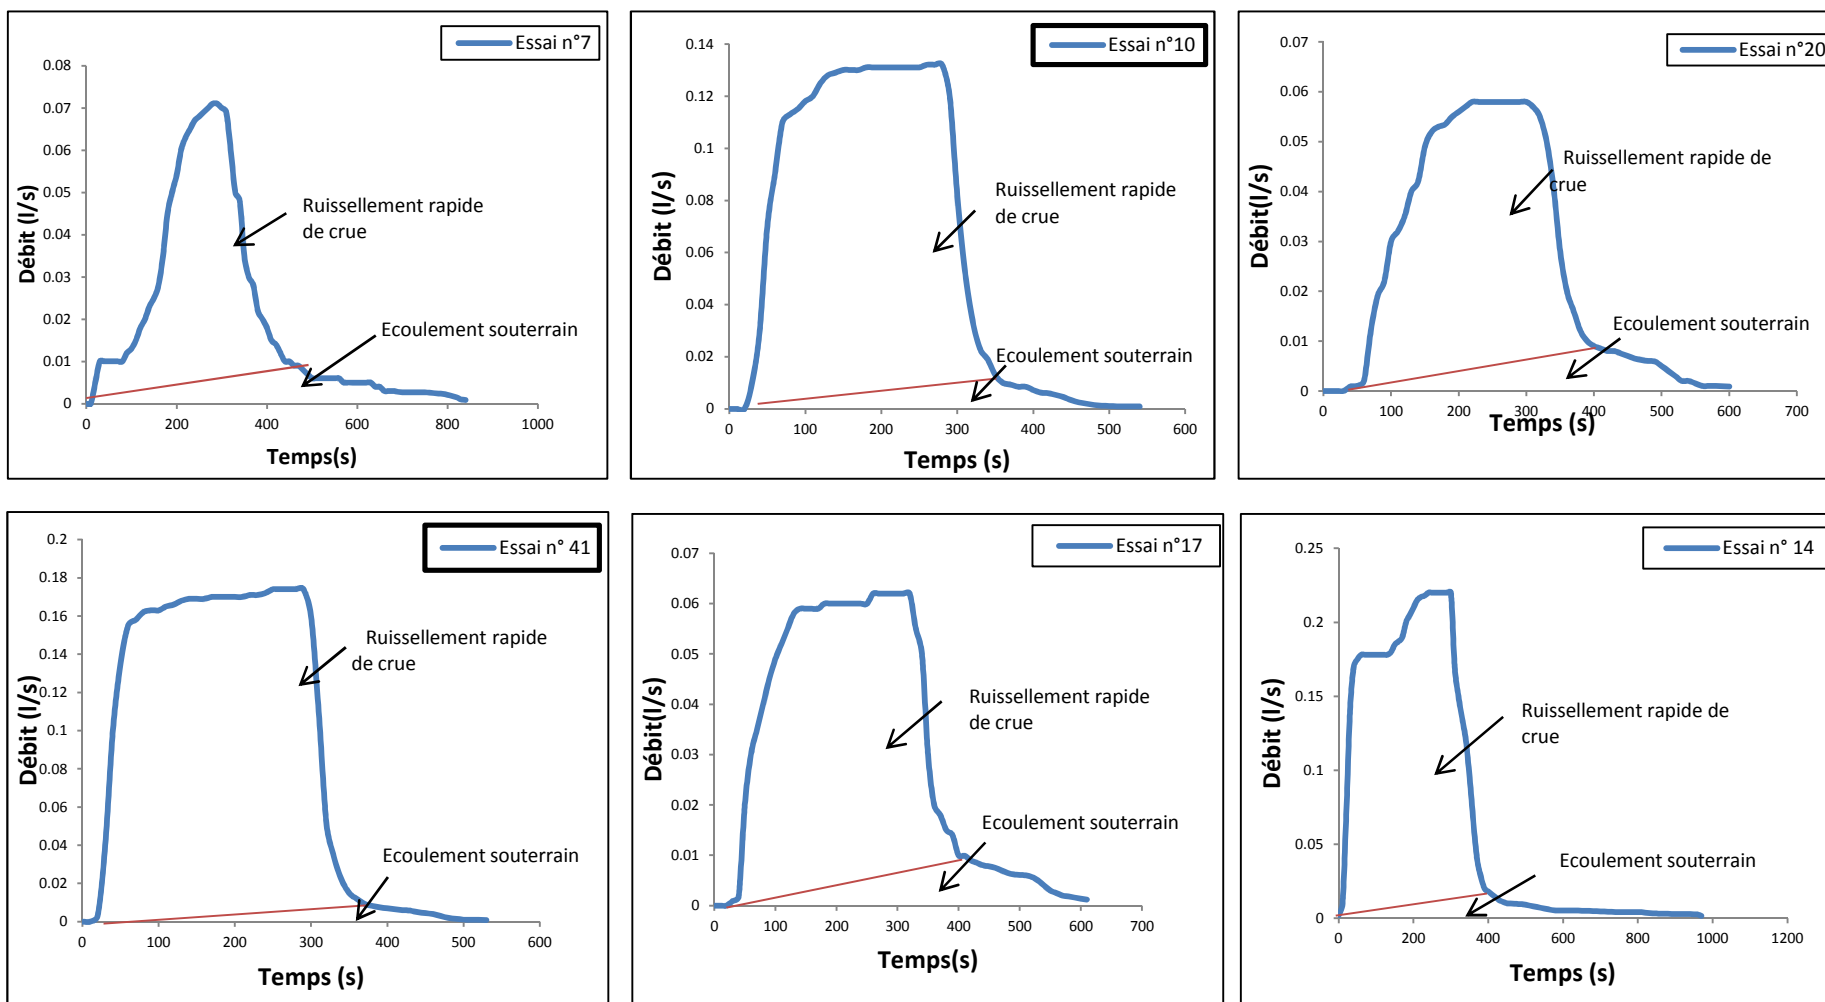 Essai n°7
0.08
0.07
0.06
0.05
0.04
0.03
0.02
0.01
0
Débit (l/s)
Ruissellement rapide
de crue
Ecoulement souterrain
0 200 400 600 800 1000
Temps(s)
Essai n°10
0.14
0.12
0.1
0.08
0.06
0.04
0.02
0
Débit (l/s)
Ruissellement rapide
de crue
Ecoulement souterrain
0 100 200 300 400 500 600
Temps (s)
Essai n°20
0.07
0.06
0.05
0.04
0.03
0.02
0.01
0
Débit(l/s)
Ruissellement rapide de
crue
Ecoulement souterrain
0 100 200 300 400 500 600 700
Temps (s)
Essai n° 41
0.2
0.18
0.16
0.14
0.12
0.1
0.08
0.06
0.04
0.02
0
Débit (l/s)
Ruissellement rapide
de crue
Ecoulement souterrain
0 100 200 300 400 500 600
Temps (s)
Essai n°17
0.07
0.06
0.05
0.04
0.03
0.02
0.01
0
Débit(l/s)
Ruissellement rapide
de crue
Ecoulement souterrain
0 100 200 300 400 500 600 700
Temps(s)
Essai n° 14
0.25
0.2
0.15
0.1
0.05
0
Débit (l/s)
Ruissellement rapide de
crue
Ecoulement souterrain
0 200 400 600 800 1000 1200
Temps (s)